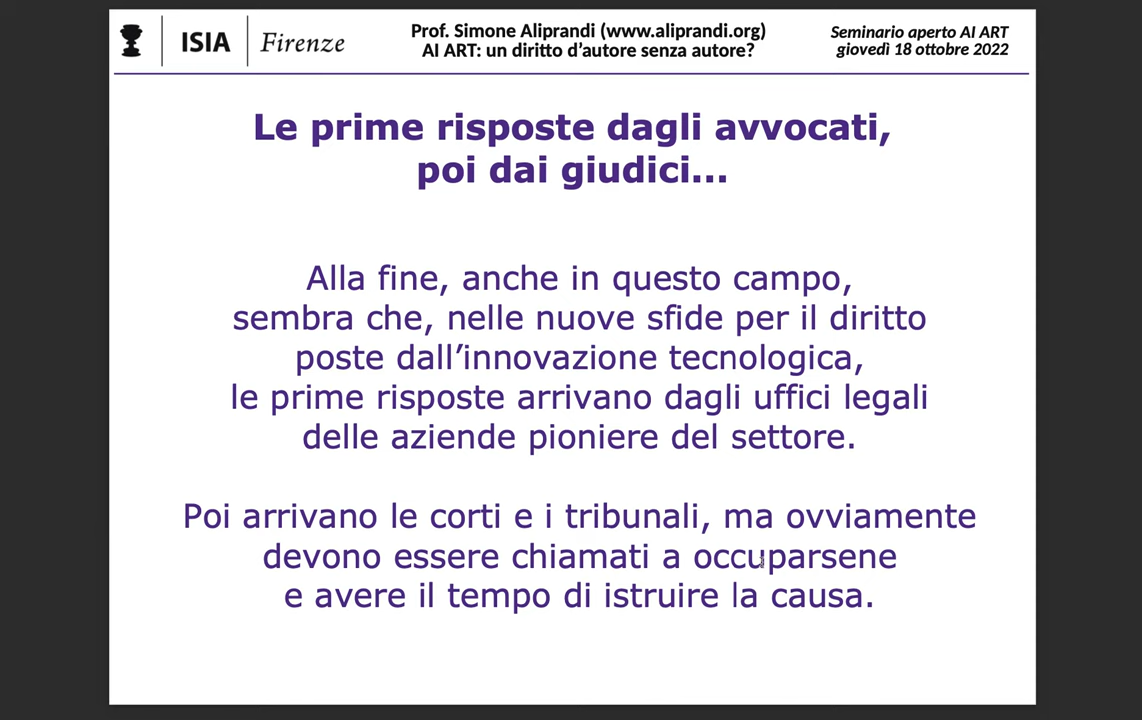 ISIA Firenze
Prof. Simone Aliprandi (www.aliprandi.org)
AI ART: un diritto d’autore senza autore?
Seminario aperto AI ART
giovedì 18 ottobre 2022
Le prime risposte dagli avvocati,
poi dai giudici...
Alla fine, anche in questo campo,
sembra che, nelle nuove sfide per il diritto
poste dall’innovazione tecnologica,
le prime risposte arrivano dagli uffici legali
delle aziende pioniere del settore.
Poi arrivano le corti e i tribunali, ma ovviamente
devono essere chiamati a occuparsene
e avere il tempo di istruire la causa.